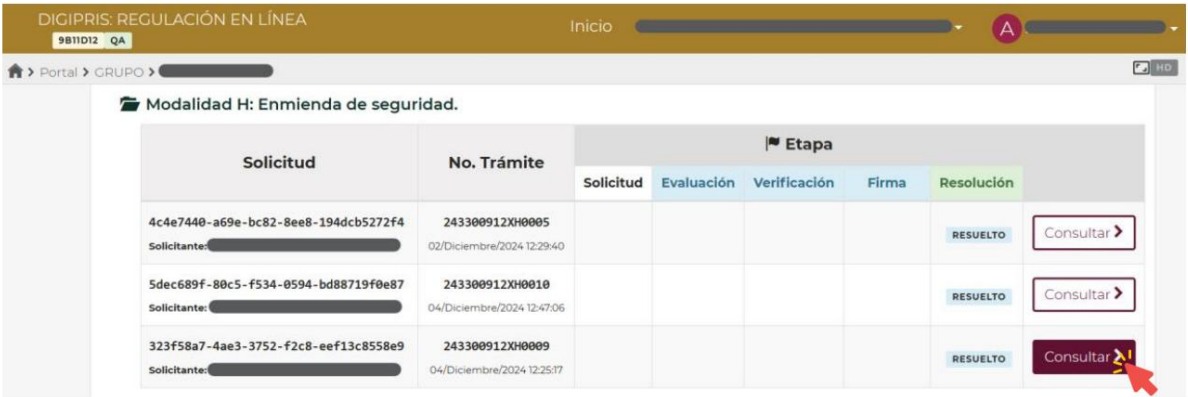 DIGIPRIS: REGULACIÓN EN LÍNEA
9B11D12 QA
Inicio
A
Portal > GRUPO >
HD
Modalidad H: Enmienda de seguridad.
Solicitud No. Trámite Etapa
Solicitud Evaluación Verificación Firma Resolución
4c4e7440-a69e-bc82-8ee8-194dcb5272f4 243300912XH0005
Solicitante: 02/Diciembre/2024 12:29:40 RESUELTO Consultar >
5dec689f-80c5-f534-0594-bd88719f0e87 243300912XH0010
Solicitante: 04/Diciembre/2024 12:47:06 RESUELTO Consultar >
323f58a7-4ae3-3752-f2c8-eef13c8558e9 243300912XH0009
Solicitante: 04/Diciembre/2024 12:25:17 RESUELTO Consultar >